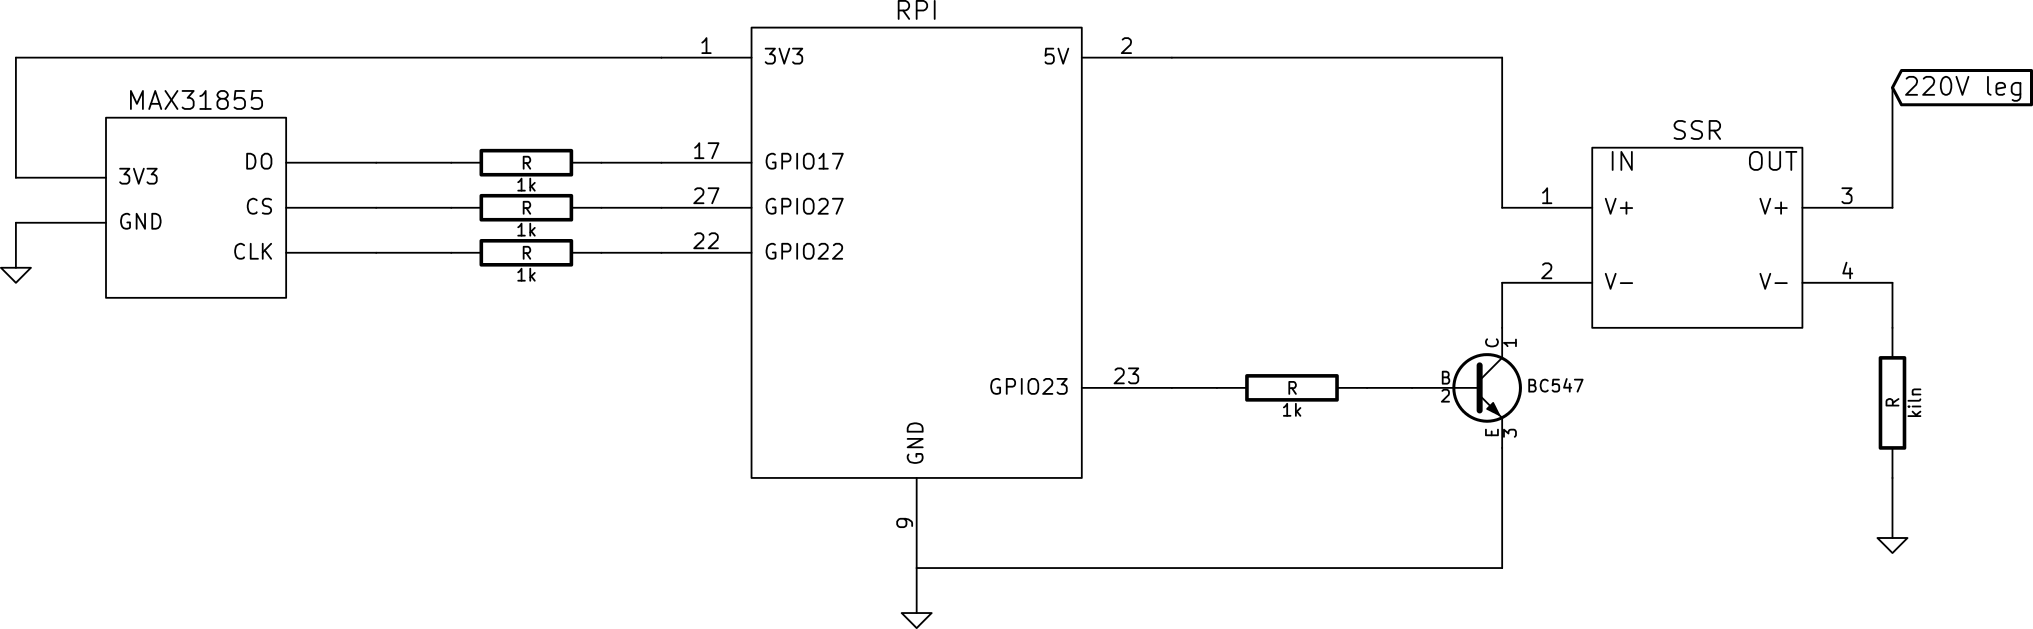 RPI
1
3V3
5V
2
220V leg
MAX31855
SSR
IN
OUT
3V3
DO
R
1k
17
GPIO17
GND
CS
R
1k
27
GPIO27
1
V+
V+
3
CLK
R
1k
22
GPIO22
2
V-
V-
4
C
1
GPIO23
23
R
1k
B
2
BC547
E
3
R
kiln
GND
9